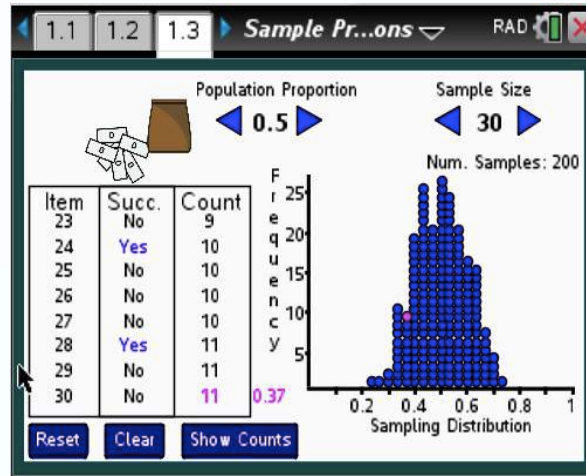 1.1 1.2 1.3 Sample Pr...ons RAD
Population Proportion
0.5
Sample Size
30
Num. Samples: 200
Item Succ. Count
23 No 9
24 Yes 10
25 No 10
26 No 10
27 No 10
28 Yes 11
29 No 11
30 No 11 0.37
Reset Clear Show Counts
Frequency
25
20
15
10
5
0.2 0.4 0.6 0.8 1
Sampling Distribution